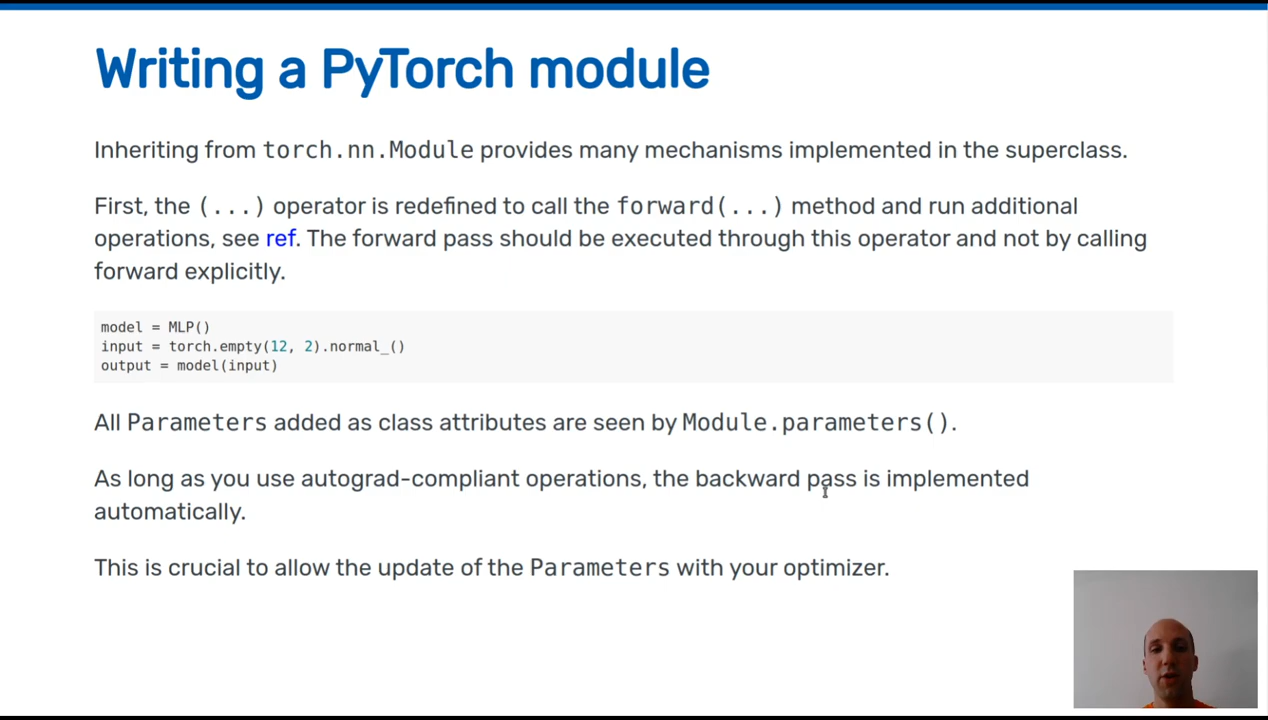 Writing a PyTorch module
Inheriting from torch.nn.Module provides many mechanisms implemented in the superclass.
First, the (...) operator is redefined to call the forward(...) method and run additional
operations, see ref. The forward pass should be executed through this operator and not by calling
forward explicitly.
model = MLP()
input = torch.empty(12, 2).normal_()
output = model(input)
All Parameters added as class attributes are seen by Module.parameters().
As long as you use autograd-compliant operations, the backward pass is implemented
automatically.
This is crucial to allow the update of the Parameters with your optimizer.